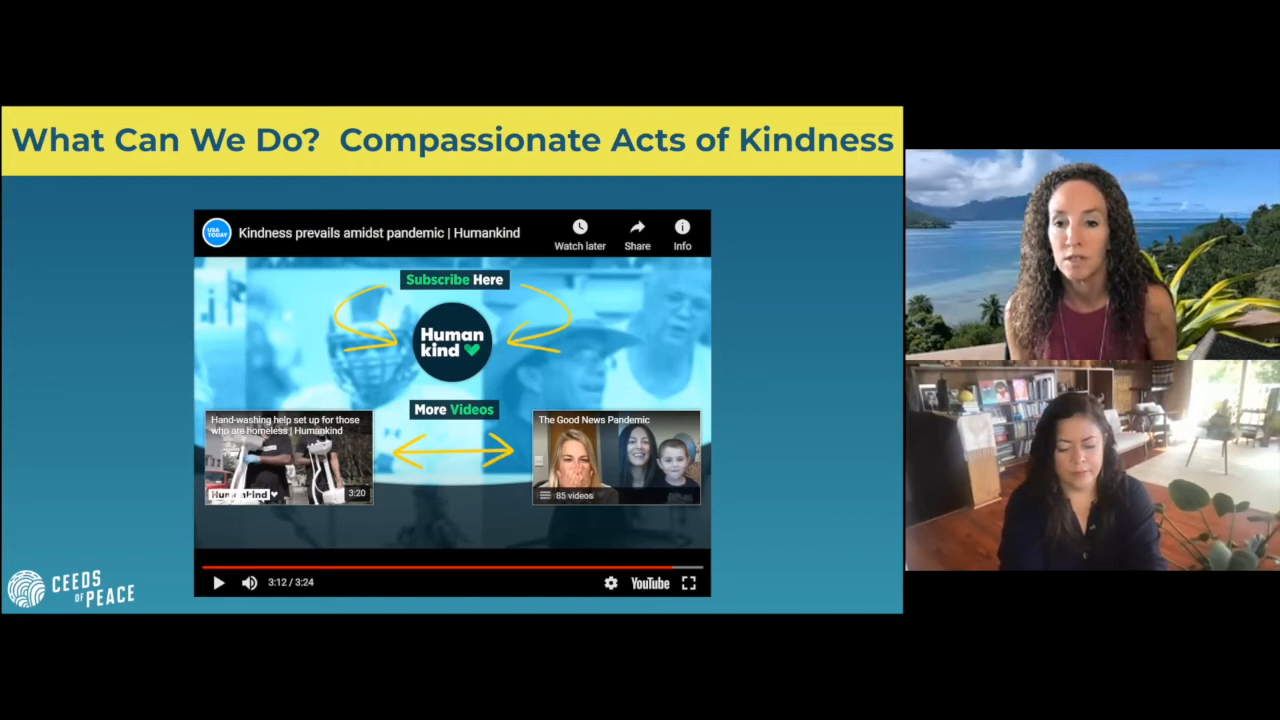 What Can We Do?  Compassionate Acts of Kindness
USA
TODAY
Kindness prevails amidst pandemic | Humankind
Watch later
Share
Info
Subscribe Here
Human
kind
More Videos
Hand-washing help set up for those
who are homeless | Humankind
Humankind
3:20
The Good News Pandemic
85 videos
3:12 / 3:24
YouTube
CEEDS
OF PEACE